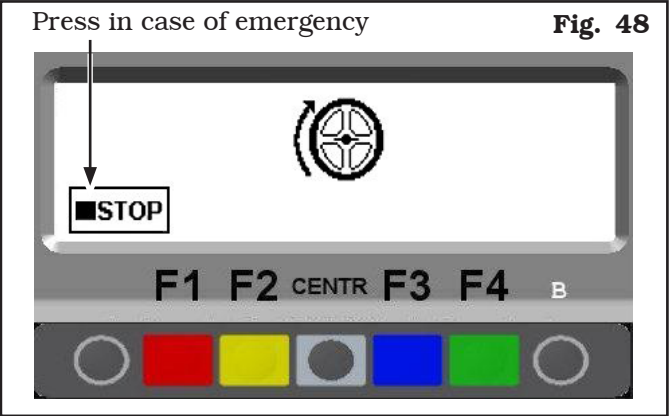 Press in case of emergency
Fig. 48
STOP
F1 F2 CENTR F3 F4 B